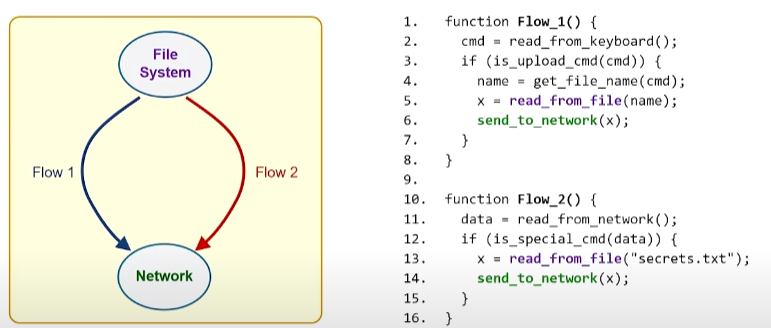 File
System
Flow 1
Flow 2
Network
1. function Flow_1() {
2. cmd = read_from_keyboard();
3. if (is_upload_cmd(cmd)) {
4. name = get_file_name(cmd);
5. x = read_from_file(name);
6. send_to_network(x);
7. }
8. }
9.
10. function Flow_2() {
11. data = read_from_network();
12. if (is_special_cmd(data)) {
13. x = read_from_file("secrets.txt");
14. send_to_network(x);
15. }
16. }